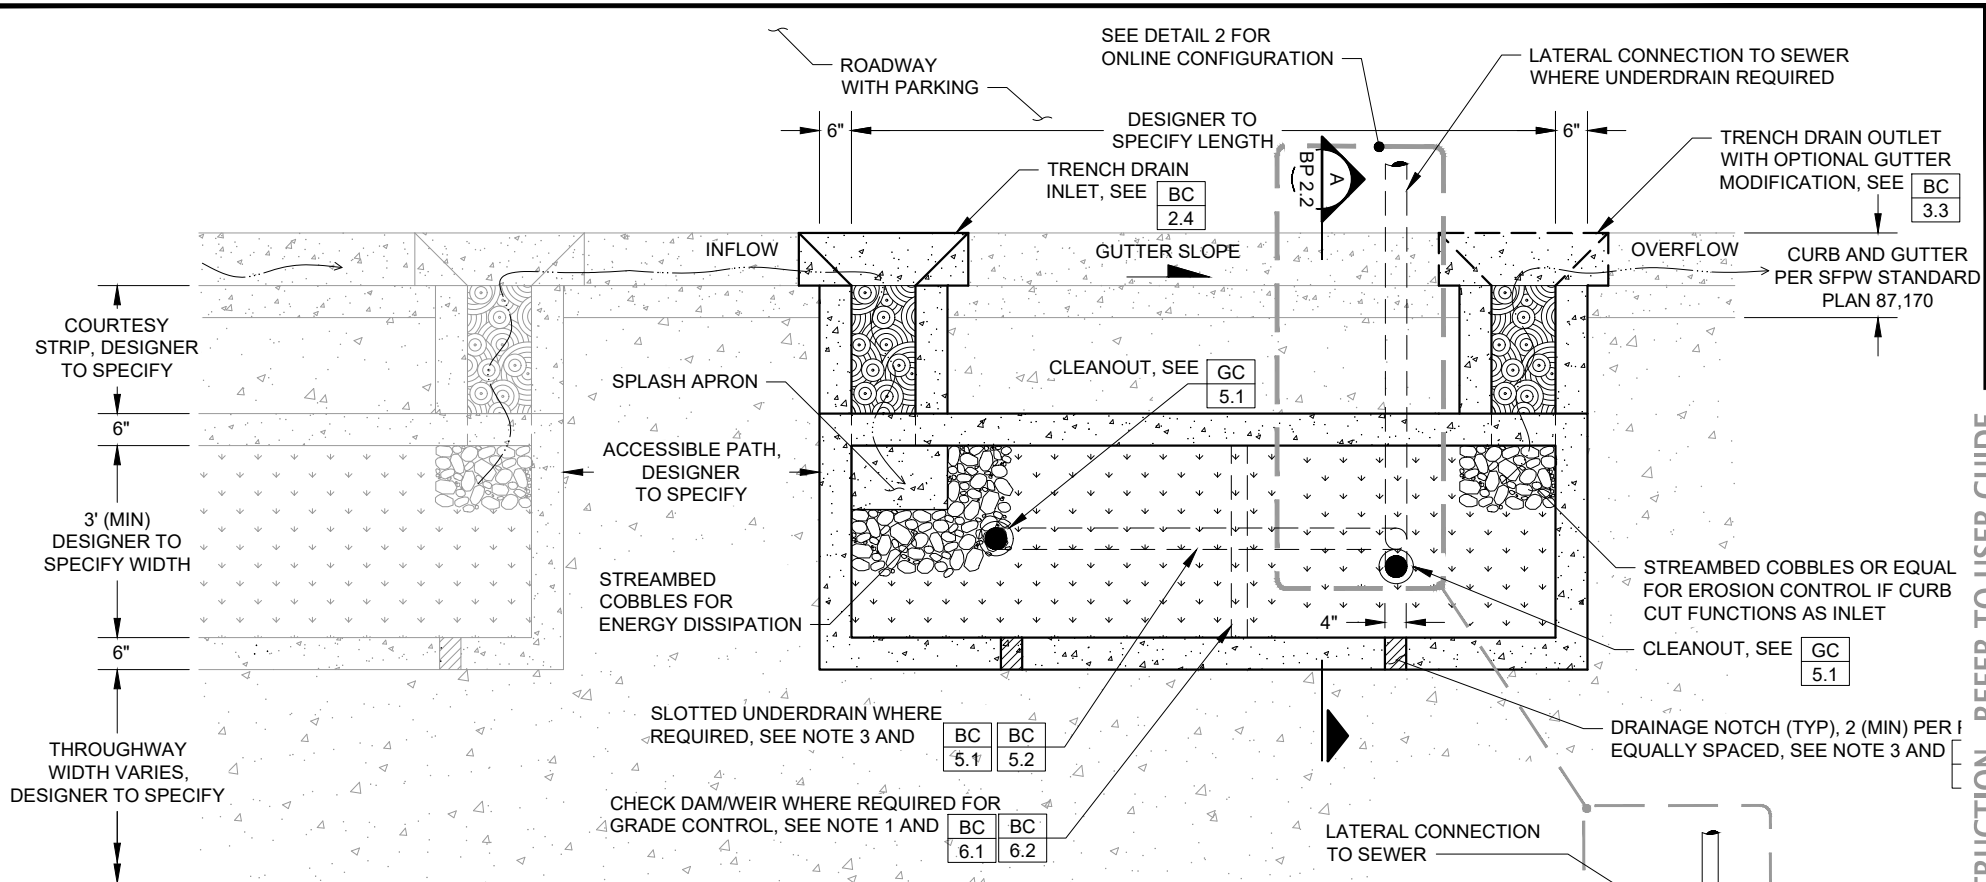 SEE DETAIL 2 FOR
ONLINE CONFIGURATION
ROADWAY
WITH PARKING
LATERAL CONNECTION TO SEWER
WHERE UNDERDRAIN REQUIRED
6"
DESIGNER TO
SPECIFY LENGTH
6"
TRENCH DRAIN
INLET, SEE
BC
2.4
A
BP 2.2
TRENCH DRAIN OUTLET
WITH OPTIONAL GUTTER
MODIFICATION, SEE
BC
3.3
INFLOW
GUTTER SLOPE
OVERFLOW
CURB AND GUTTER
PER SFPW STANDARD
PLAN 87,170
COURTESY
STRIP, DESIGNER
TO SPECIFY
SPLASH APRON
CLEANOUT, SEE
GC
5.1
6"
ACCESSIBLE PATH,
DESIGNER
TO SPECIFY
3' (MIN)
DESIGNER TO
SPECIFY WIDTH
STREAMBED
COBBLES FOR
ENERGY DISSIPATION
STREAMBED COBBLES OR EQUAL
FOR EROSION CONTROL IF CURB
CUT FUNCTIONS AS INLET
4"
6"
CLEANOUT, SEE
GC
5.1
SLOTTED UNDERDRAIN WHERE
REQUIRED, SEE NOTE 3 AND
BC
5.1
BC
5.2
DRAINAGE NOTCH (TYP), 2 (MIN) PER
EQUALLY SPACED, SEE NOTE 3 AND
THROUGHWAY
WIDTH VARIES,
DESIGNER TO SPECIFY
CHECK DAM/WEIR WHERE REQUIRED FOR
GRADE CONTROL, SEE NOTE 1 AND
BC
6.1
BC
6.2
LATERAL CONNECTION
TO SEWER
REFER TO USER GUIDE